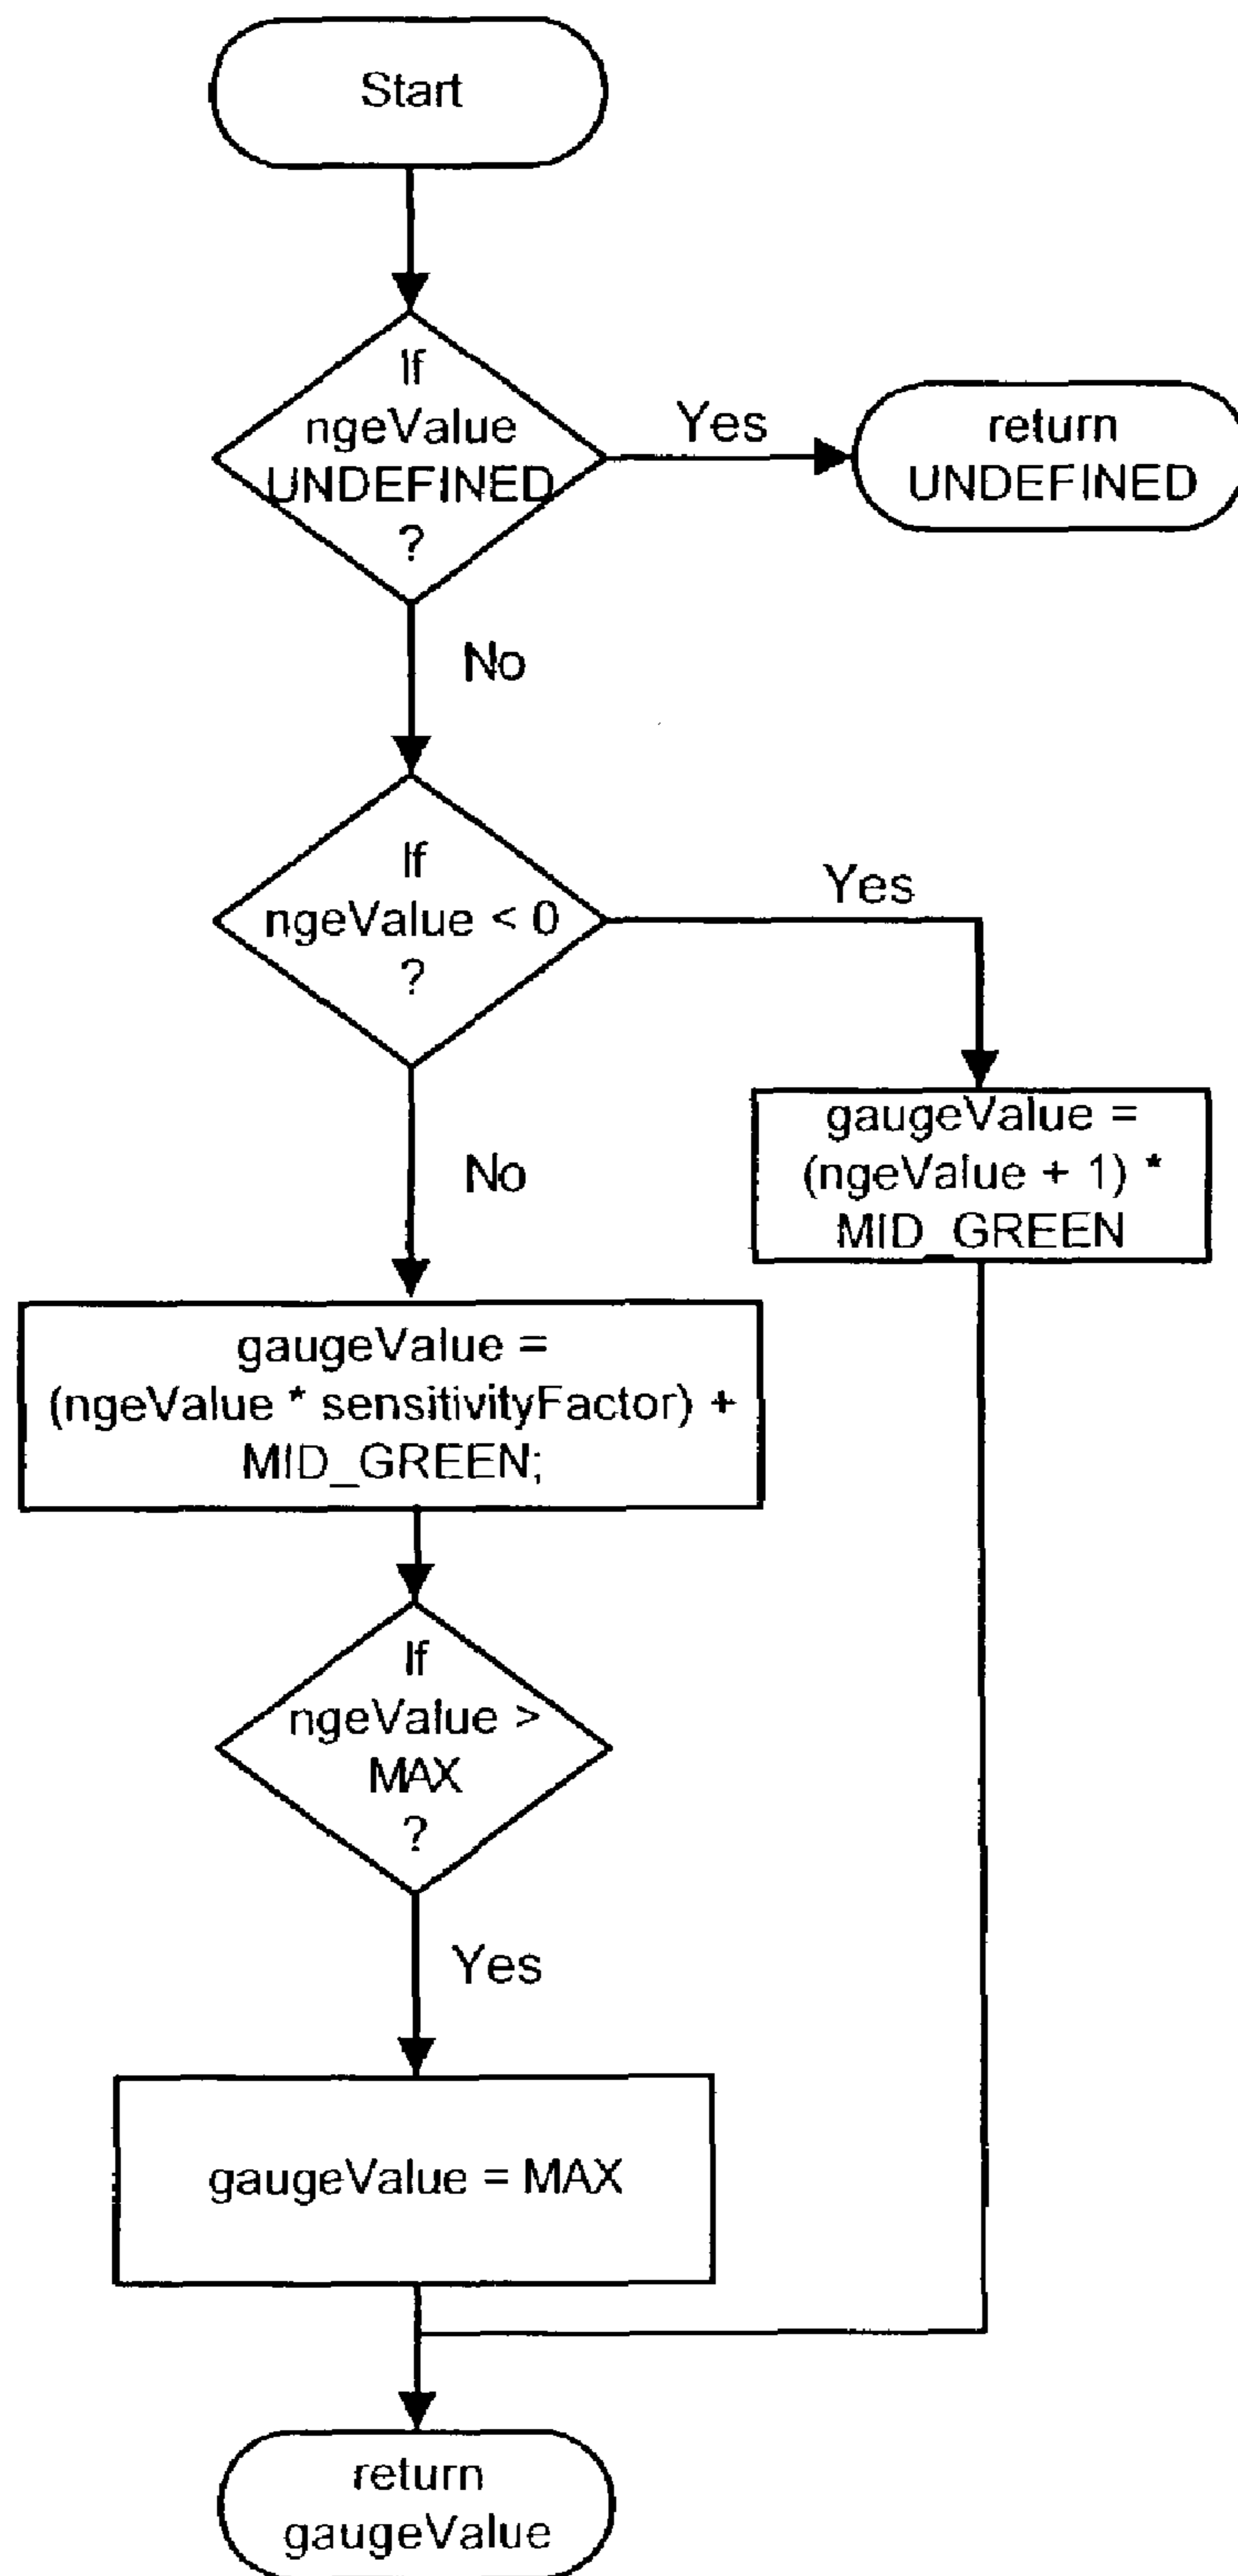 Start
If
ngeValue
UNDEFINED
?
Yes
return
UNDEFINED
No
If
ngeValue < 0
?
Yes
gaugeValue =
(ngeValue + 1) *
MID_GREEN
No
gaugeValue =
(ngeValue * sensitivityFactor) +
MID_GREEN;
If
ngeValue >
MAX
?
Yes
gaugeValue = MAX
return
gaugeValue